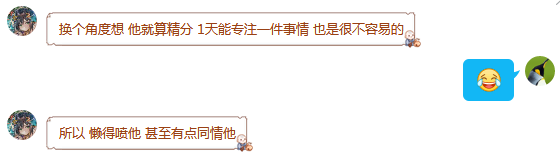 换个角度想 他就算精分 1天能专注一件事情 也是很不容易的
所以 懒得喷他 甚至有点同情他